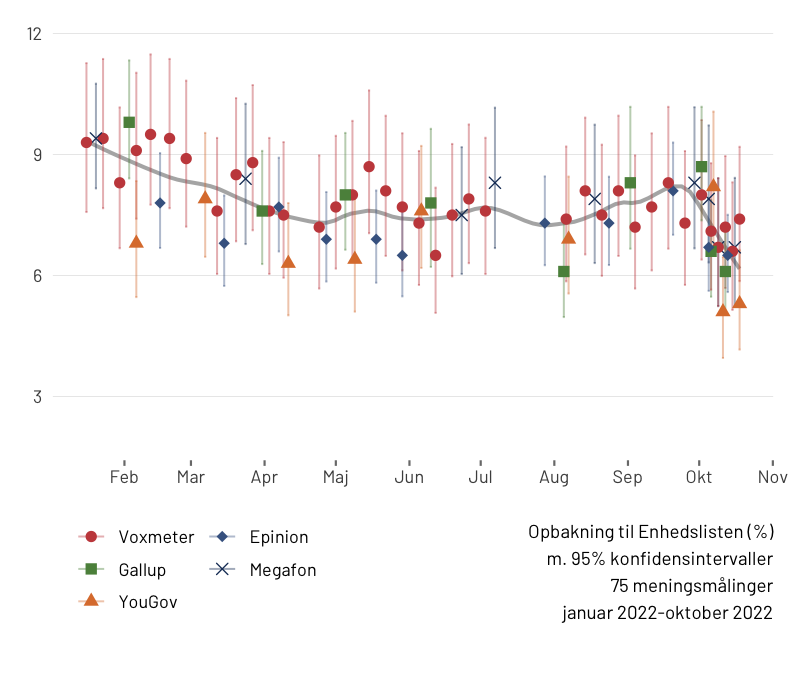 12
9
6
3
Feb Mar Apr Maj Jun Jul Aug Sep Okt Nov
Voxmeter Epinion
Gallup Megafon
YouGov
Opbakning til Enhedslisten (%)
m. 95% konfidensintervaller
75 meningsmålinger
januar 2022-oktober 2022